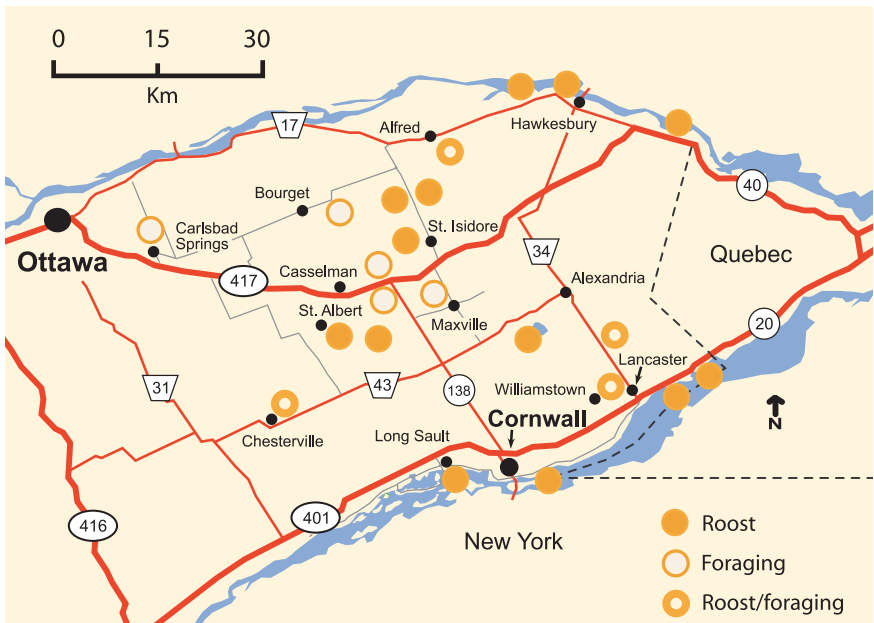 0 15 30
Km
17
Alfred
Hawkesbury
Bourget
40
Carlsbad
Springs
St. Isidore
Ottawa
34
Quebec
417
Casselman
Alexandria
St. Albert
Maxville
20
Lancaster
31
43
138
Williamstown
N
Cornwall
Chesterville
Long Sault
416
401
New York
Roost
Foraging
Roost/foraging